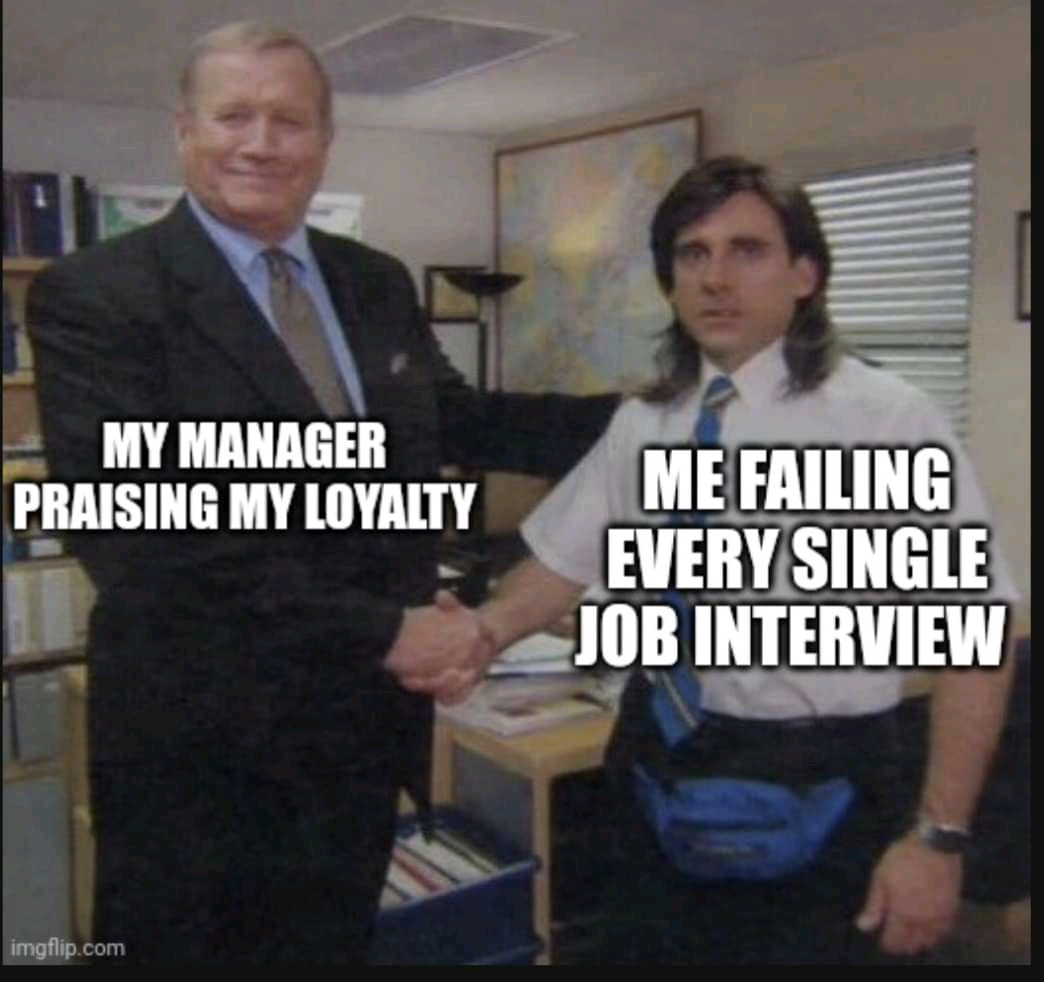 MY MANAGER
PRAISING MY LOYALTY
ME FAILING
EVERY SINGLE
JOB INTERVIEW
imgflip.com